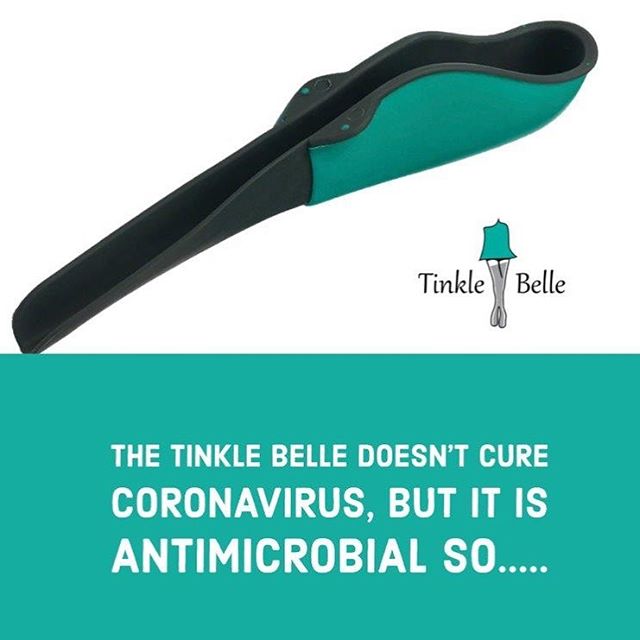 Tinkle Belle
THE TINKLE BELLE DOESN'T CURE
CORONAVIRUS, BUT IT IS
ANTIMICROBIAL SO.....